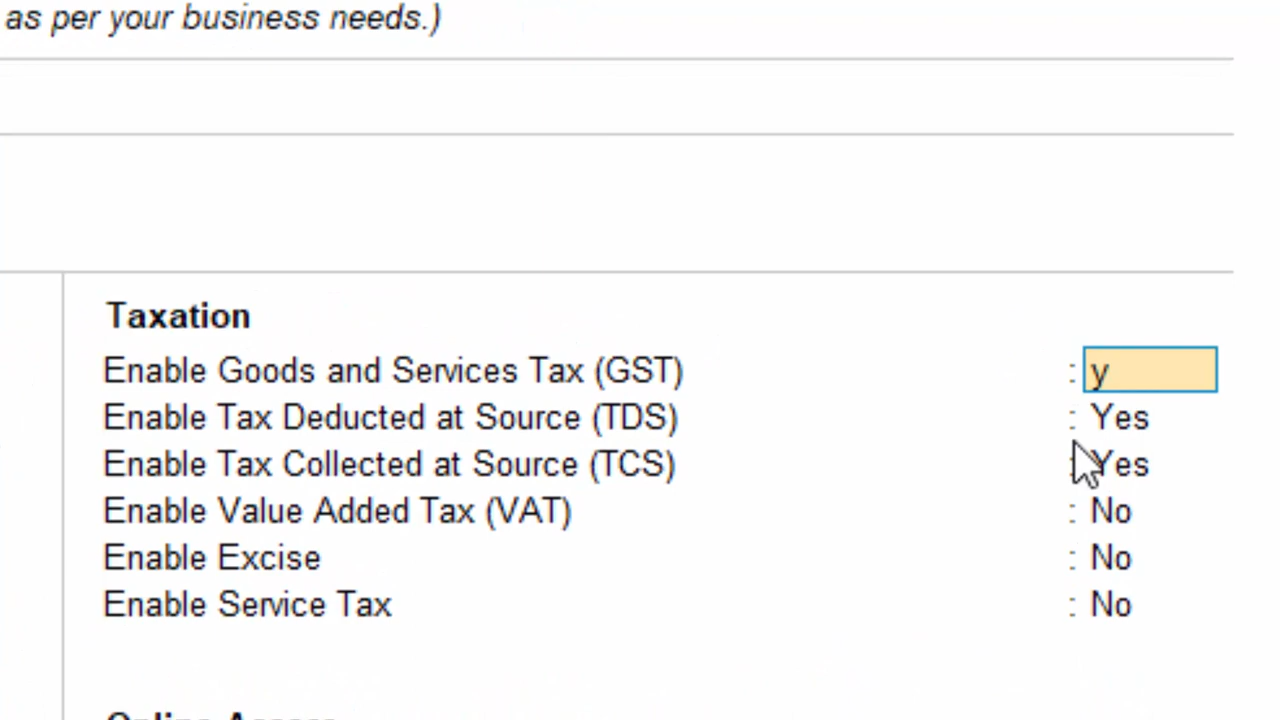 as per your business needs.)
Taxation
Enable Goods and Services Tax (GST) : y
Enable Tax Deducted at Source (TDS) : Yes
Enable Tax Collected at Source (TCS) : Yes
Enable Value Added Tax (VAT) : No
Enable Excise : No
Enable Service Tax : No
Online Access